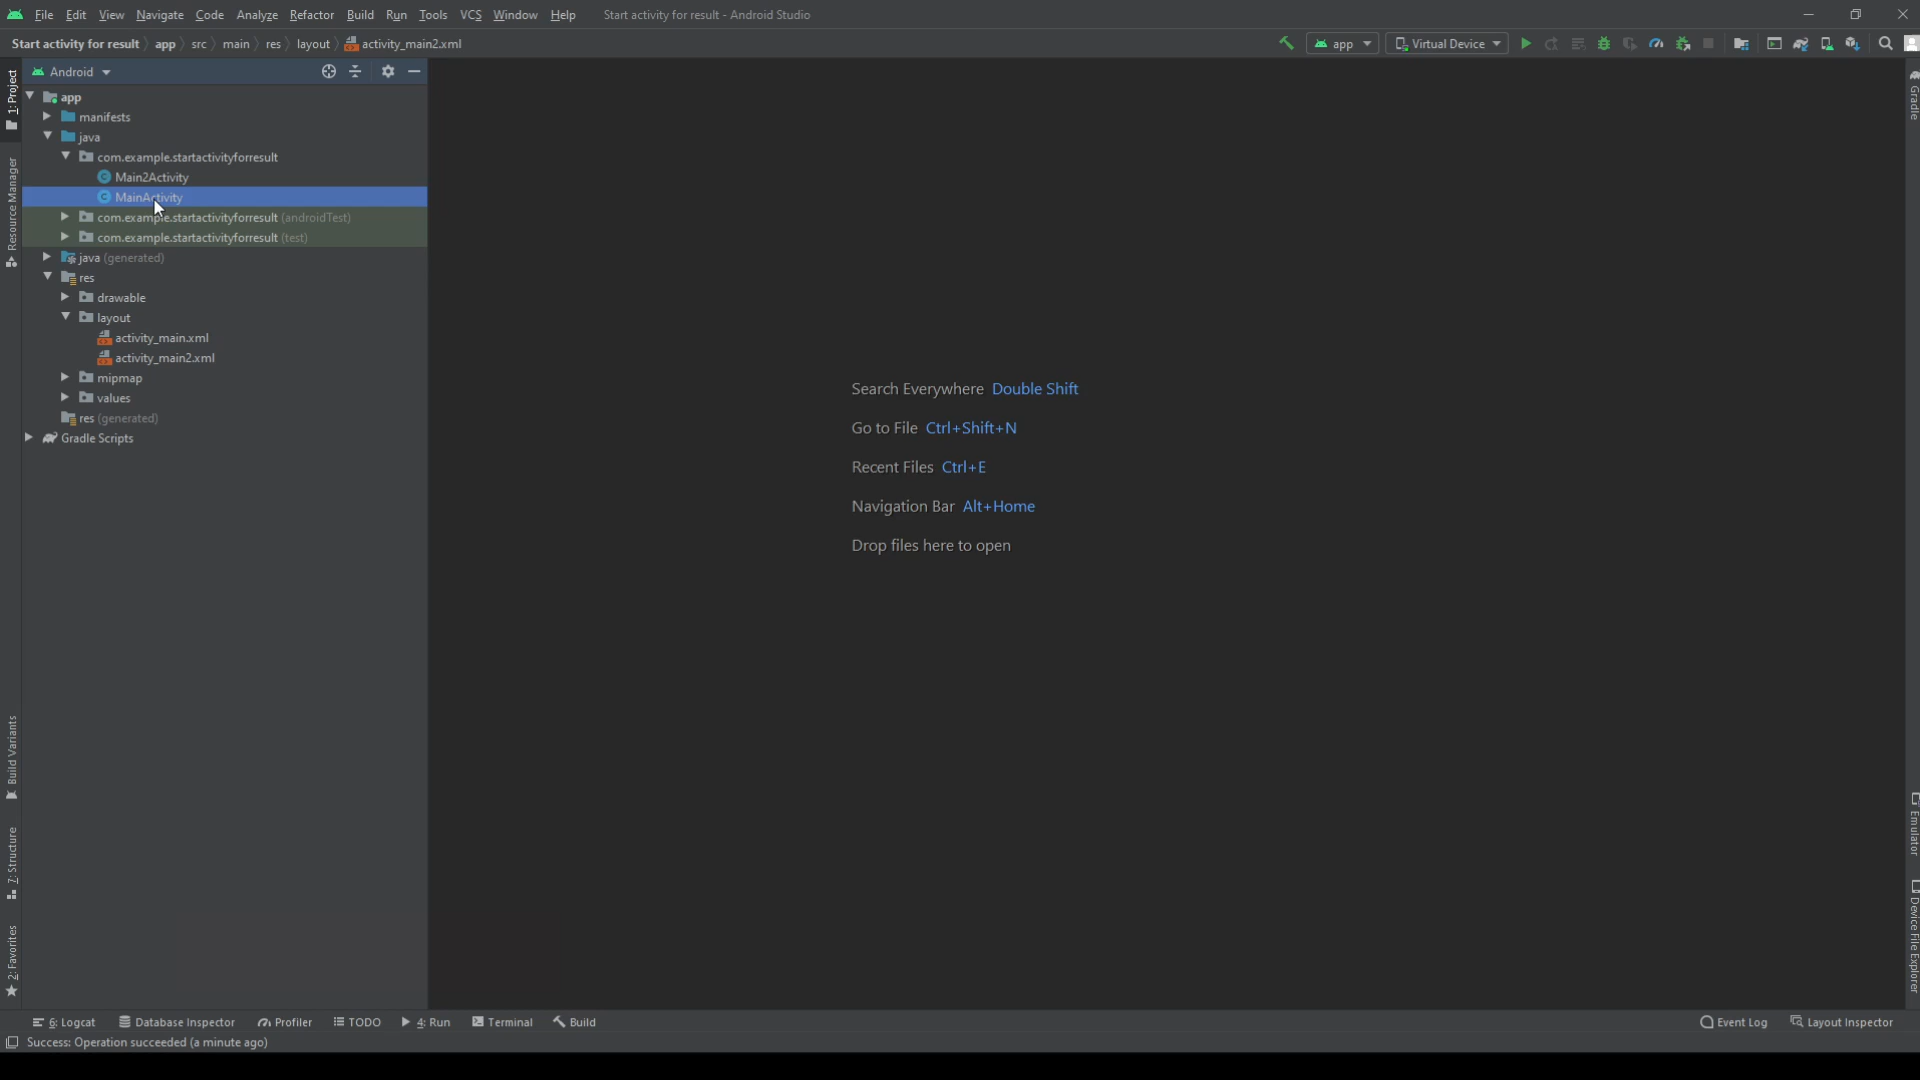 File Edit View Navigate Code Analyze Refactor Build Run Tools VCS Window Help Start activity for result - Android Studio
Start activity for result app src main res layout activity_main2.xml app Virtual Device
Android
1: Project
Resource Manager
Build Variants
7: Structure
2: Favorites
app
manifests
java
com.example.startactivityforresult
Main2Activity
MainActivity
com.example.startactivityforresult (androidTest)
com.example.startactivityforresult (test)
java (generated)
res
drawable
layout
activity_main.xml
activity_main2.xml
mipmap
values
res (generated)
Gradle Scripts
Search Everywhere Double Shift
Go to File Ctrl+Shift+N
Recent Files Ctrl+E
Navigation Bar Alt+Home
Drop files here to open
Gradle
Emulator
Device File Explorer
6: Logcat Database Inspector Profiler TODO 4: Run Terminal Build Event Log Layout Inspector
Success: Operation succeeded (a minute ago)